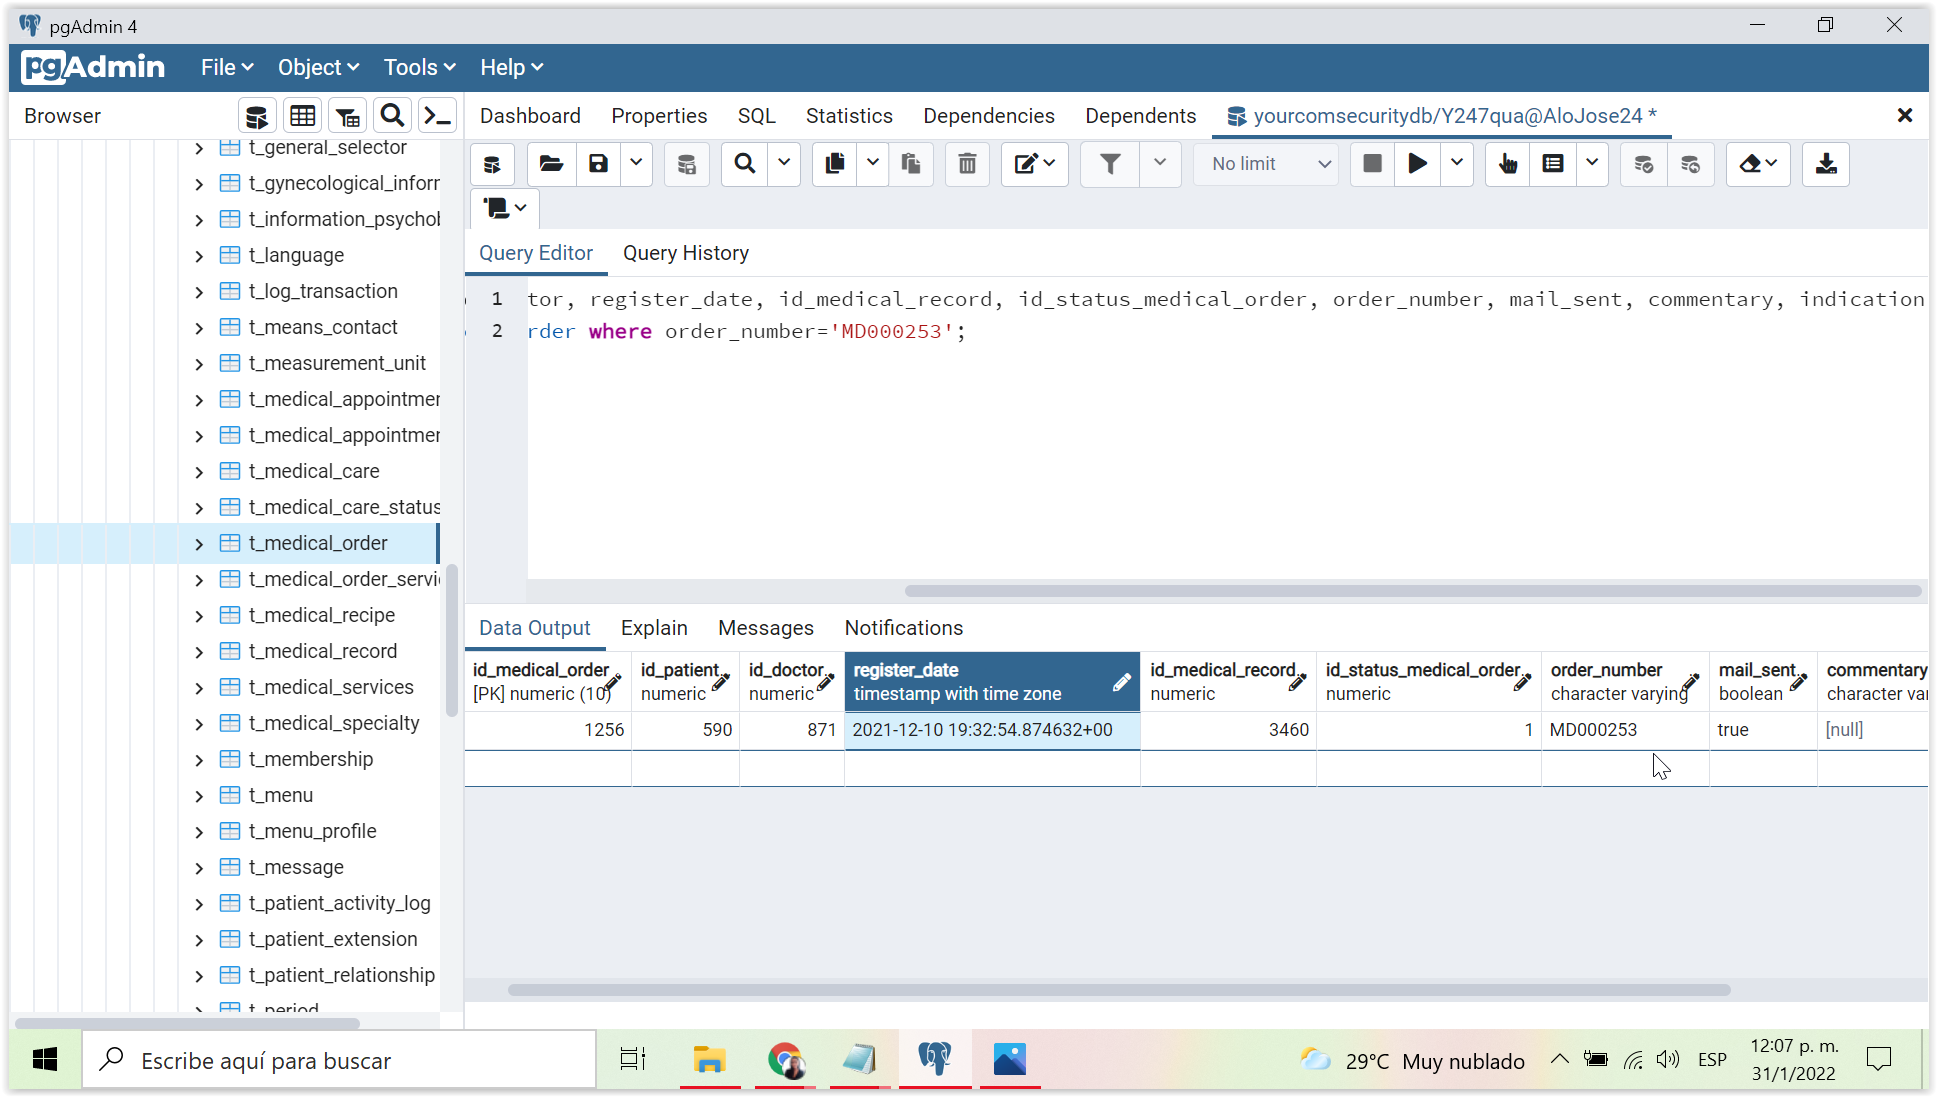 pgAdmin 4
pgAdmin File Object Tools Help
Browser
Dashboard Properties SQL Statistics Dependencies Dependents yourcomsecuritydb/Y247qua@AloJose24 *
No limit
t_general_selector
t_gynecological_inforr
t_information_psychol
t_language
t_log_transaction
t_means_contact
t_measurement_unit
t_medical_appointmer
t_medical_appointmer
t_medical_care
t_medical_care_status
t_medical_order
t_medical_order_servi
t_medical_recipe
t_medical_record
t_medical_services
t_medical_specialty
t_membership
t_menu
t_menu_profile
t_message
t_patient_activity_log
t_patient_extension
t_patient_relationship
t_period
Query Editor Query History
1 tor, register_date, id_medical_record, id_status_medical_order, order_number, mail_sent, commentary, indication
2 rder where order_number='MD000253';
Data Output Explain Messages Notifications
id_medical_order id_patient id_doctor register_date id_medical_record id_status_medical_order order_number mail_sent commentary
[PK] numeric (10) numeric numeric timestamp with time zone numeric numeric character varying boolean character var
1256 590 871 2021-12-10 19:32:54.874632+00 3460 1 MD000253 true [null]
Escribe aquí para buscar
29°C Muy nublado ESP
12:07 p. m.
31/1/2022